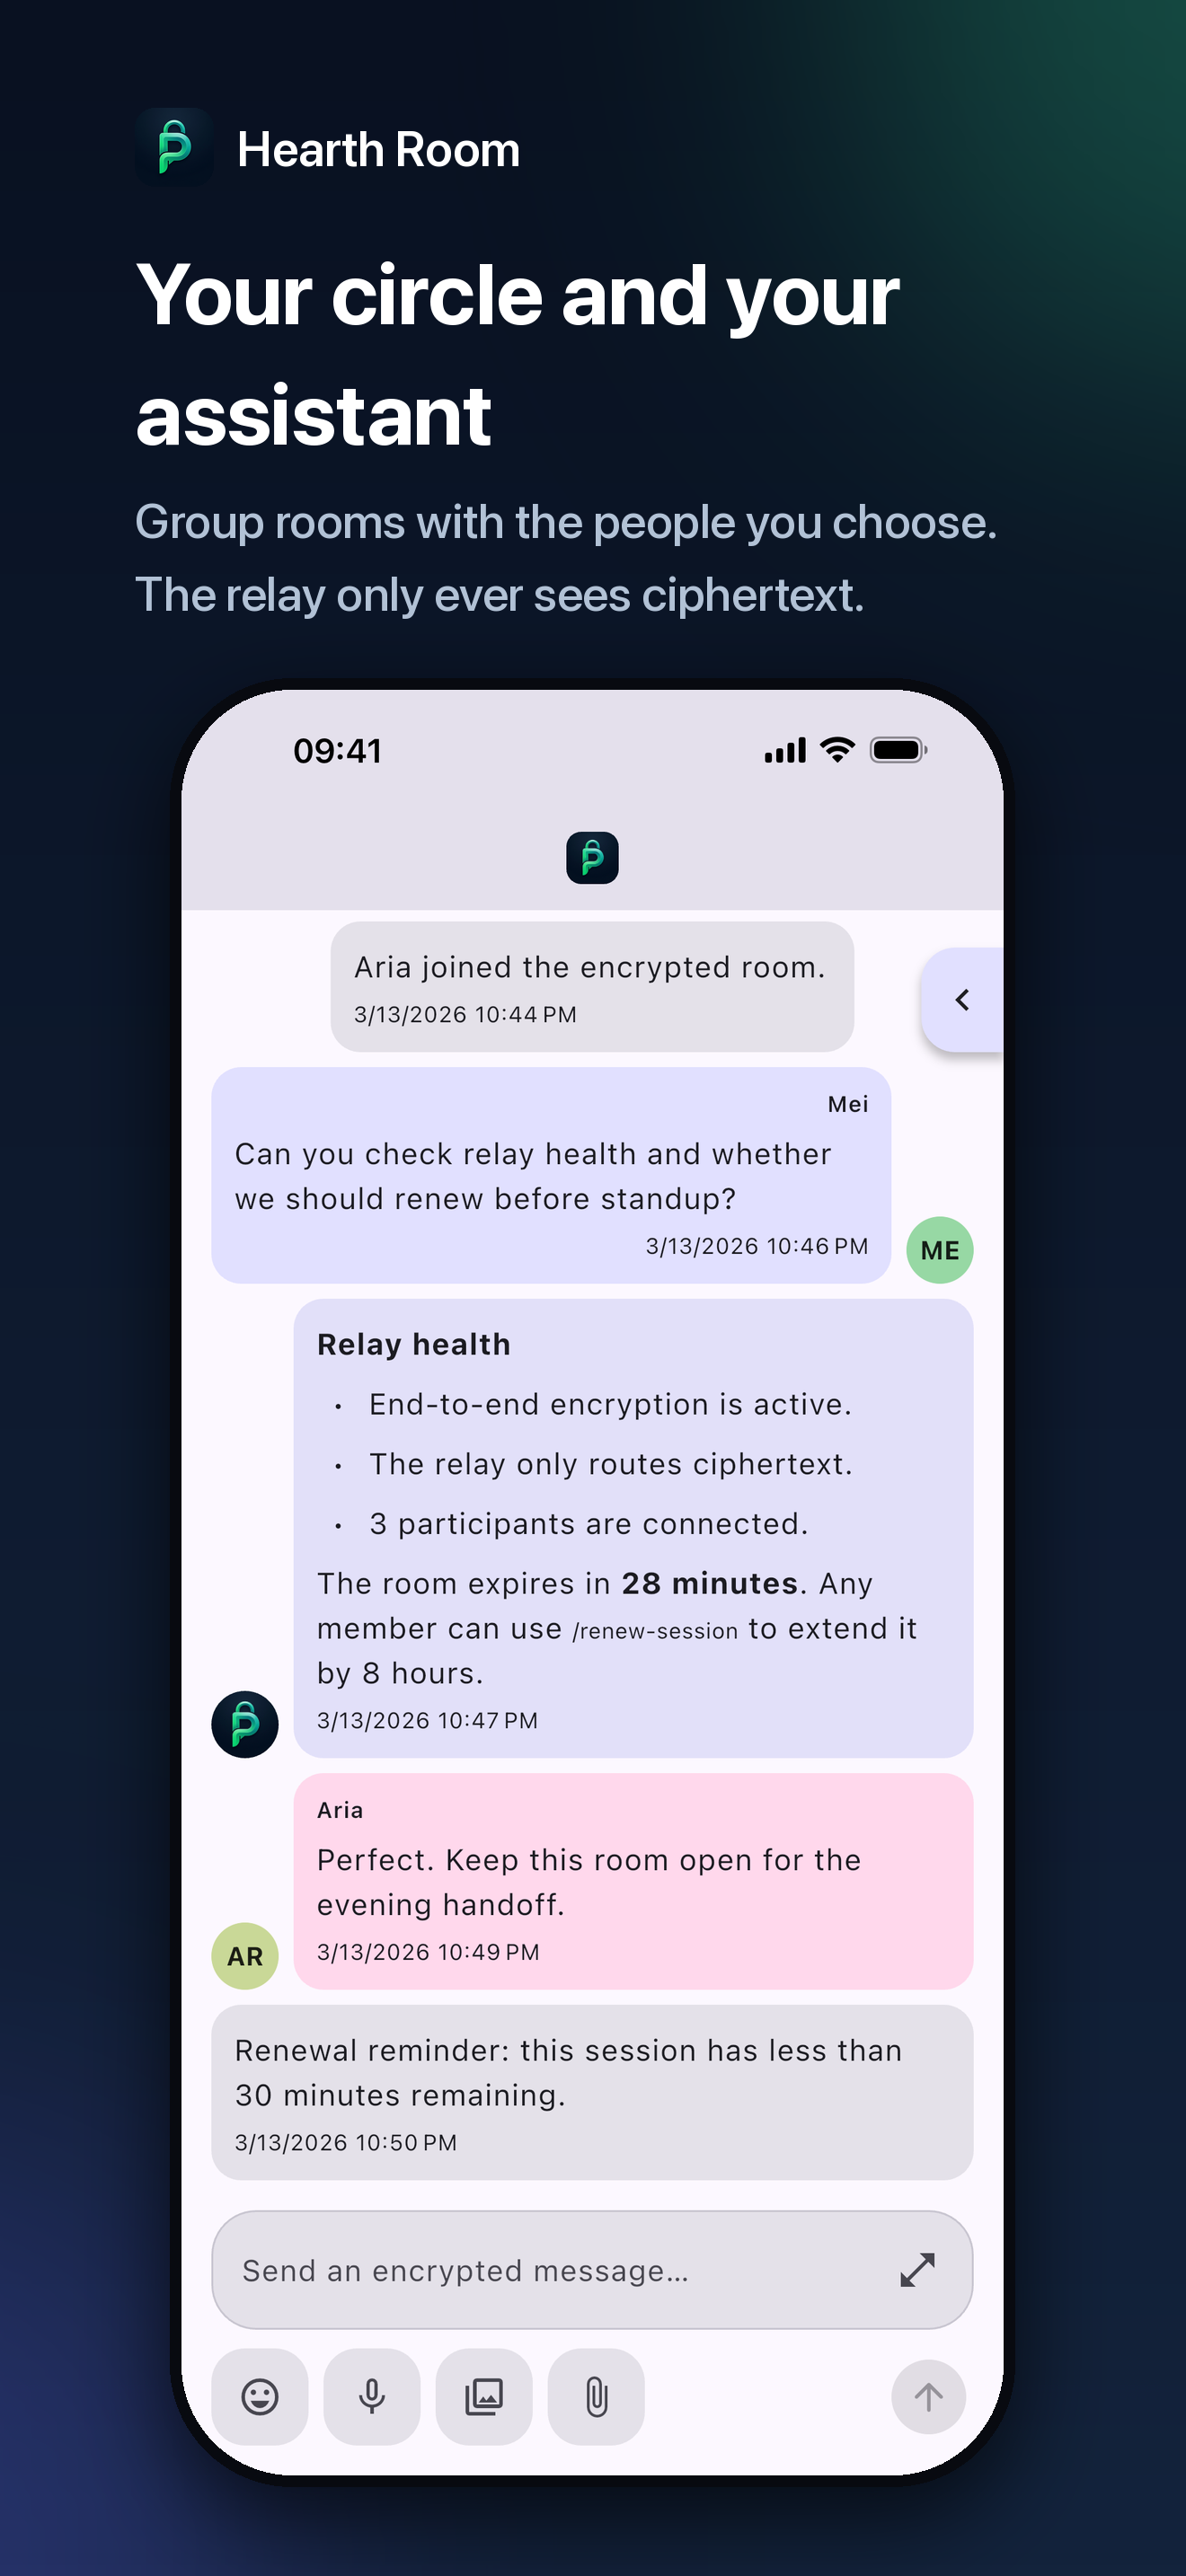 Hearth Room
Your circle and your
assistant
Group rooms with the people you choose.
The relay only ever sees ciphertext.
09:41
Aria joined the encrypted room.
3/13/2026 10:44 PM
Mei
Can you check relay health and whether
we should renew before standup?
3/13/2026 10:46 PM
ME
Relay health
• End-to-end encryption is active.
• The relay only routes ciphertext.
• 3 participants are connected.
The room expires in 28 minutes. Any
member can use /renew-session to extend it
by 8 hours.
3/13/2026 10:47 PM
Aria
Perfect. Keep this room open for the
evening handoff.
3/13/2026 10:49 PM
AR
Renewal reminder: this session has less than
30 minutes remaining.
3/13/2026 10:50 PM
Send an encrypted message...